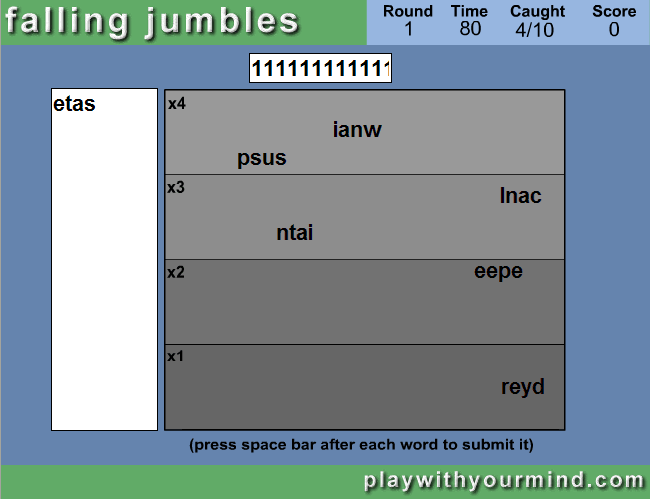 falling jumbles
Round Time Caught Score
1 80 4/10 0
111111111111
etas
x4
ianw
psus
x3
lnac
ntai
x2
eepe
x1
reyd
(press space bar after each word to submit it)
playwithyourmind.com